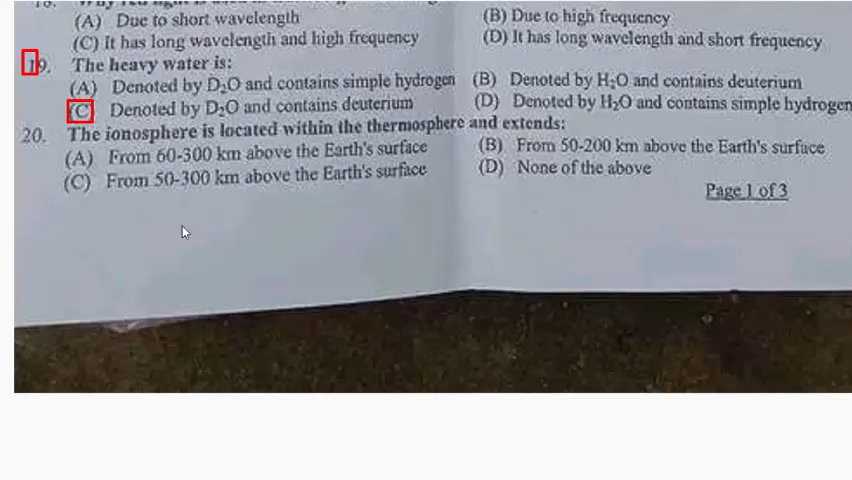 (A) Due to short wavelength (B) Due to high frequency
(C) It has long wavelength and high frequency (D) It has long wavelength and short frequency
19. The heavy water is:
(A) Denoted by D₂O and contains simple hydrogen (B) Denoted by H₂O and contains deuterium
(C) Denoted by D₂O and contains deuterium (D) Denoted by H₂O and contains simple hydrogen
20. The ionosphere is located within the thermosphere and extends:
(A) From 60-300 km above the Earth's surface (B) From 50-200 km above the Earth's surface
(C) From 50-300 km above the Earth's surface (D) None of the above
Page 1 of 3